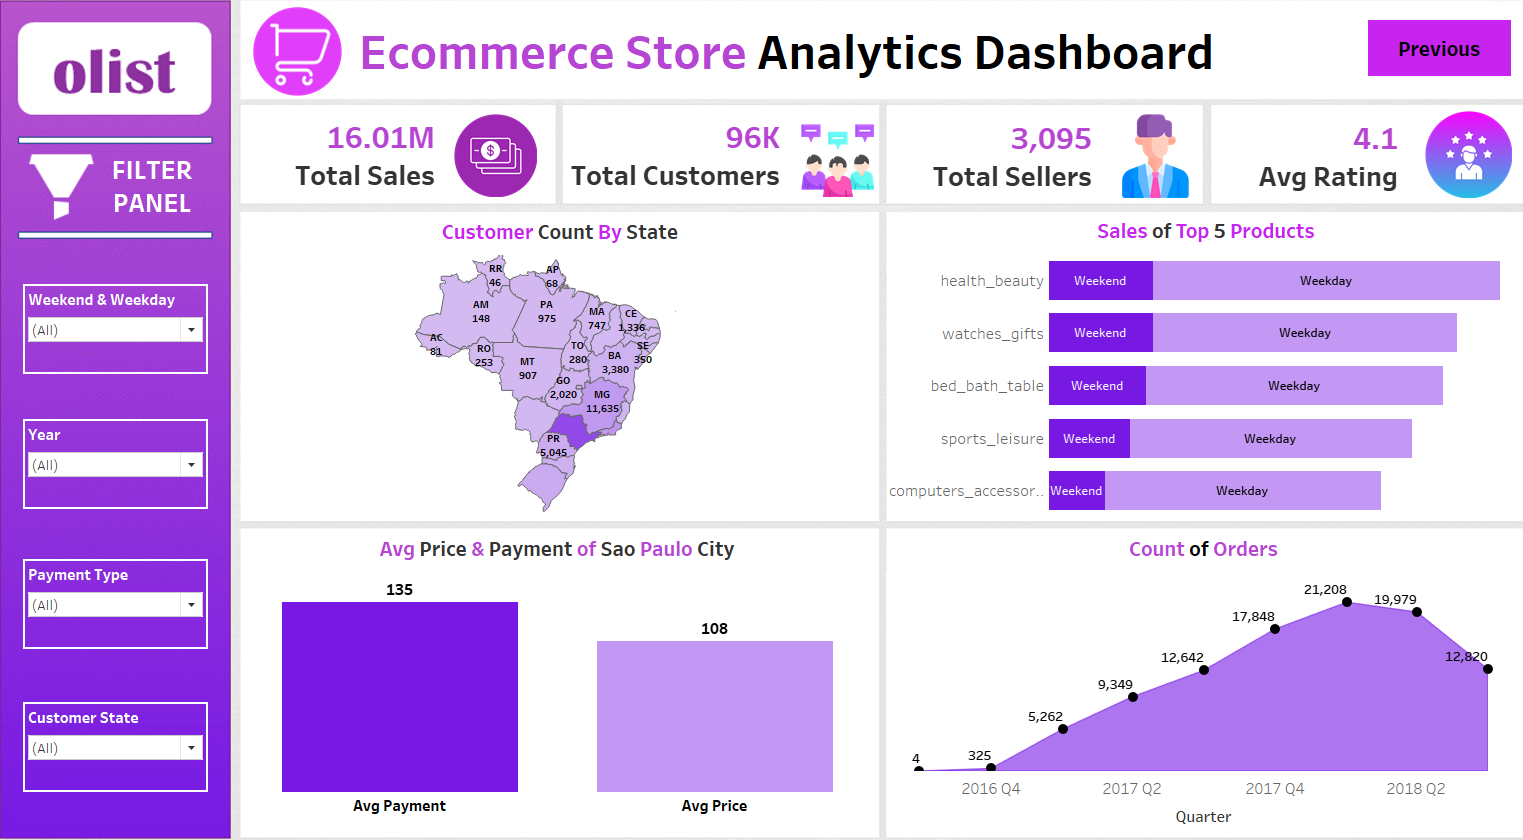 olist
FILTER
PANEL
Weekend & Weekday
(All)
Year
(All)
Payment Type
(All)
Customer State
(All)
Ecommerce Store Analytics Dashboard
Previous
16.01M
Total Sales
96K
Total Customers
3,095
Total Sellers
4.1
Avg Rating
Customer Count By State
RR
46
AP
68
AM
148
PA
975
MA
747
CE
1,336
AC
81
RO
253
TO
280
SE
350
MT
907
BA
3,380
GO
2,020
MG
11,635
PR
5,045
Sales of Top 5 Products
health_beauty Weekend Weekday
watches_gifts Weekend Weekday
bed_bath_table Weekend Weekday
sports_leisure Weekend Weekday
computers_accessor.. Weekend Weekday
Avg Price & Payment of Sao Paulo City
135
108
Avg Payment
Avg Price
Count of Orders
4
325
5,262
9,349
12,642
17,848
21,208
19,979
12,820
2016 Q4
2017 Q2
2017 Q4
2018 Q2
Quarter